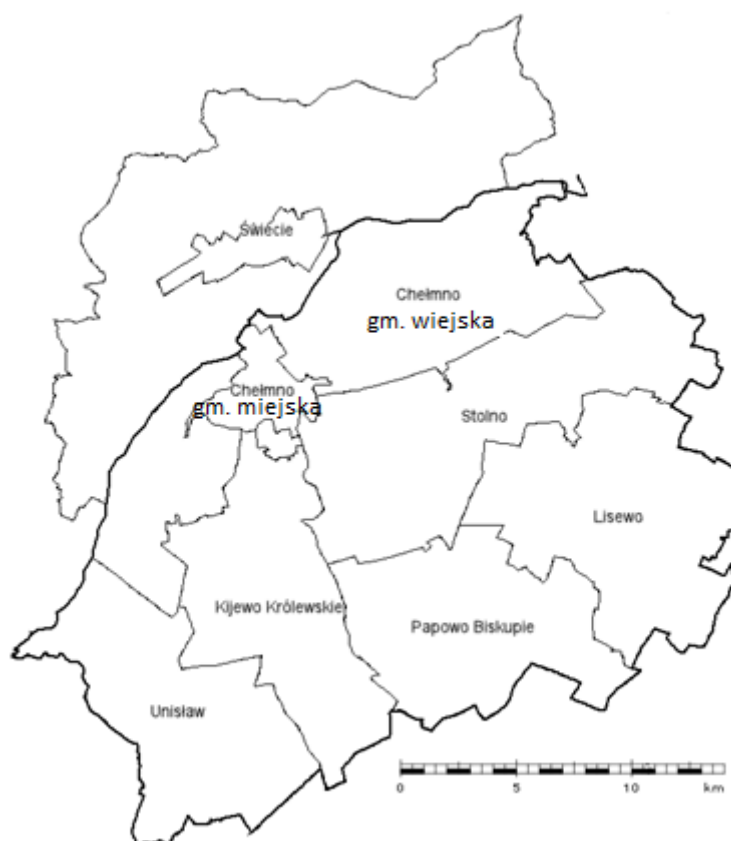 Świecie
Chełmno
gm. wiejska
Chełmno
gm. miejska
Stolno
Lisewo
Kijewo Królewskie
Papowo Biskupie
Unisław
0 5 10 km